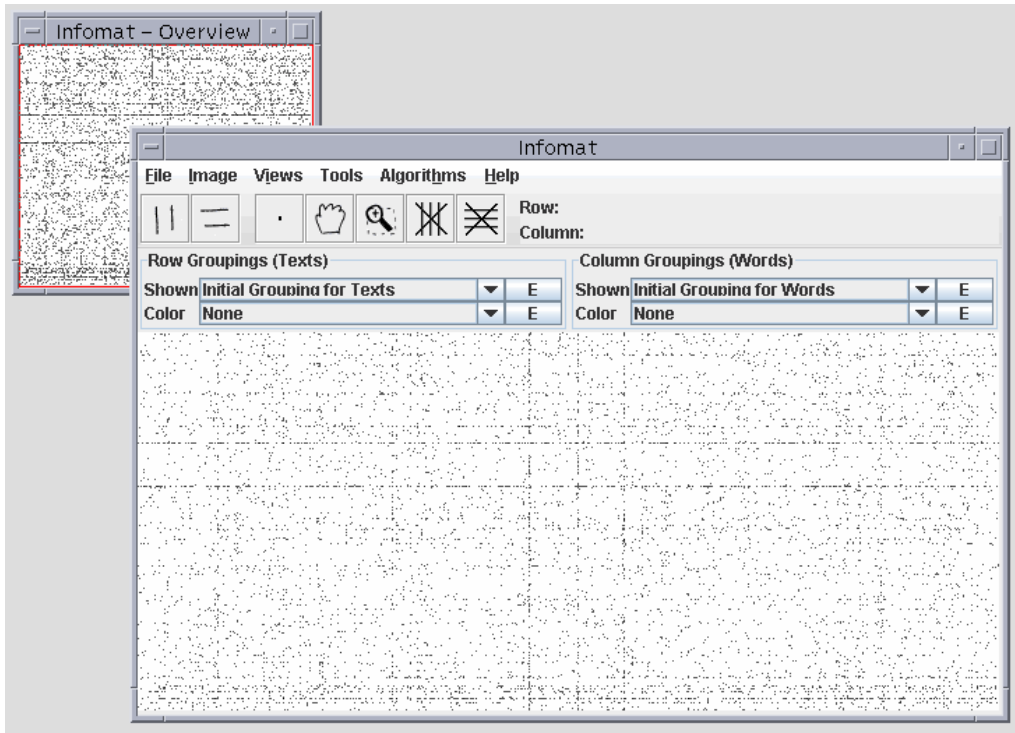 Infomat – Overview
Infomat
File Image Views Tools Algorithms Help
Row:
Column:
Row Groupings (Texts)
Shown Initial Grouping for Texts E
Color None E
Column Groupings (Words)
Shown Initial Grouping for Words E
Color None E